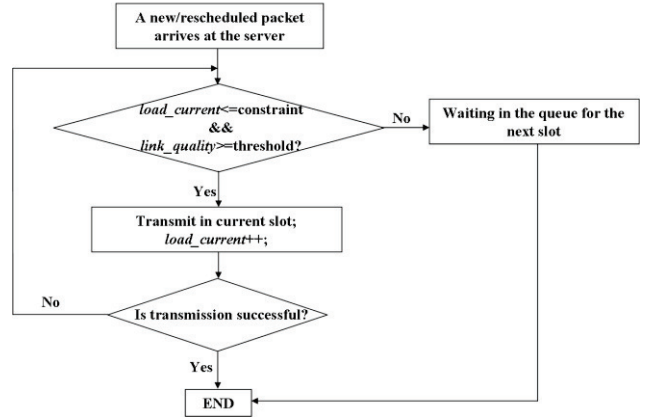 A new/rescheduled packet
arrives at the server
load_current<=constraint
&&
link_quality>=threshold?
No
Waiting in the queue for the
next slot
Yes
Transmit in current slot;
load_current++;
No
Is transmission successful?
Yes
END